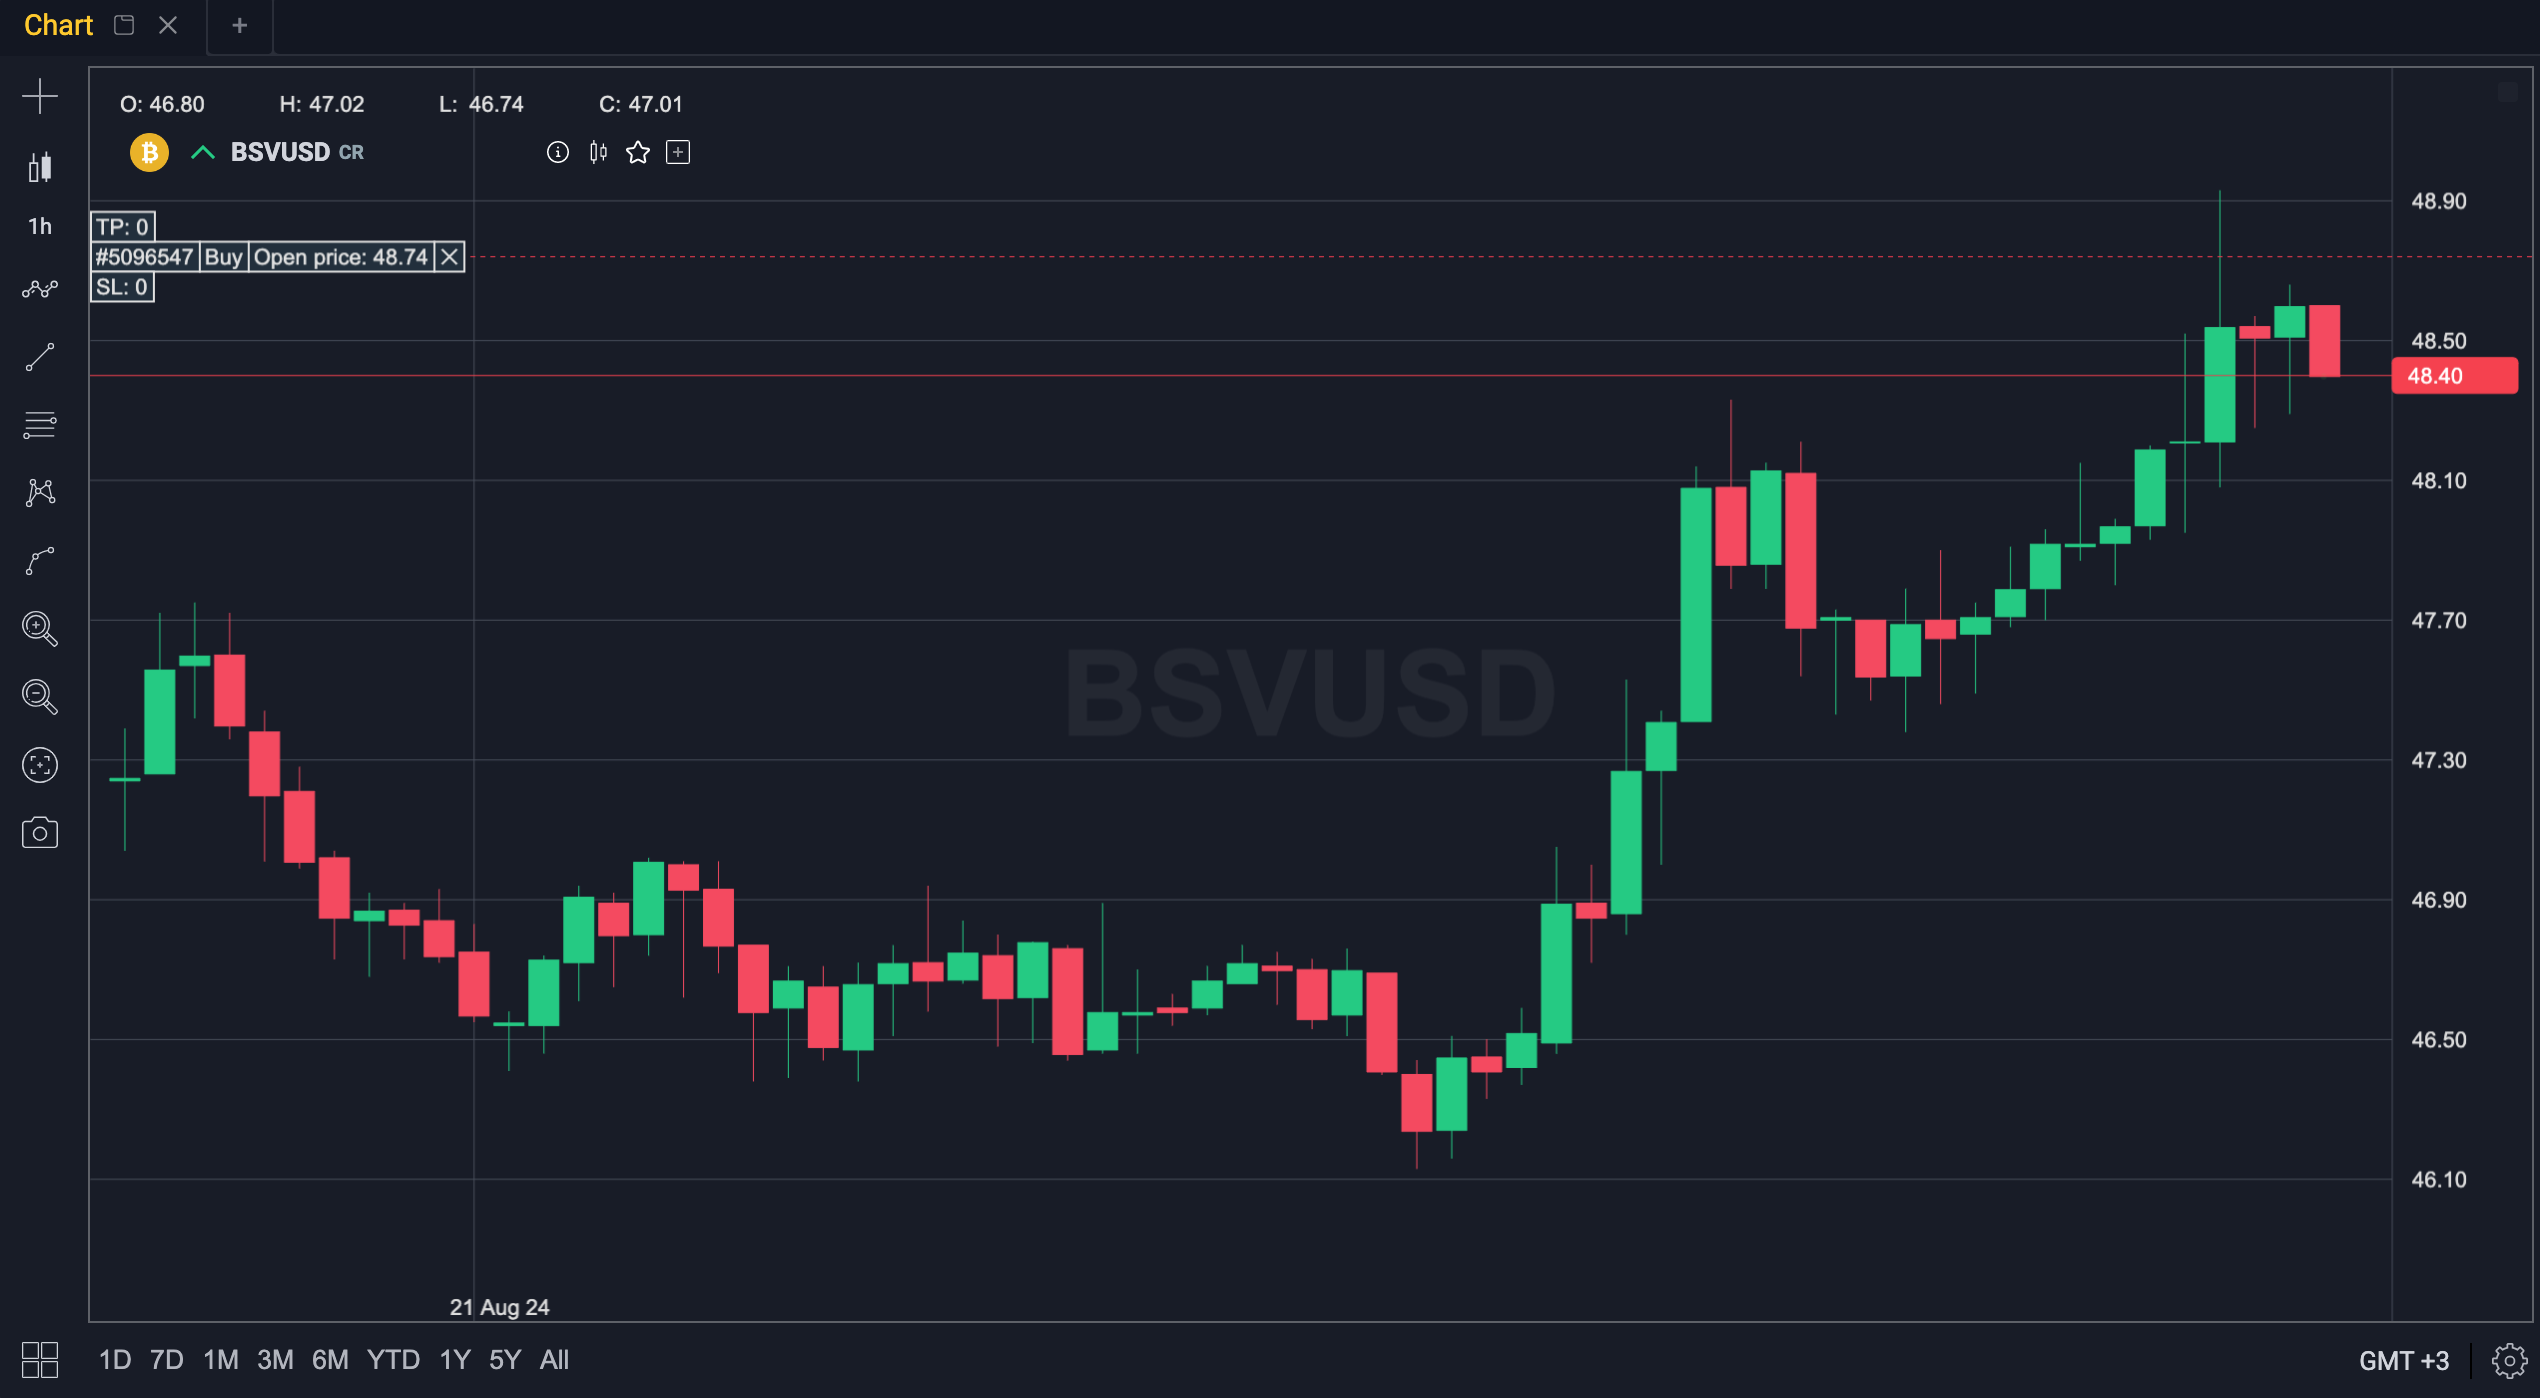 Chart
O: 46.80 H: 47.02 L: 46.74 C: 47.01
BSVUSD CR
48.90
TP: 0
#5096547 Buy Open price: 48.74
SL: 0
1h
48.50
48.40
48.10
47.70
BSVUSD
47.30
46.90
46.50
46.10
21 Aug 24
1D 7D 1M 3M 6M YTD 1Y 5Y All
GMT +3